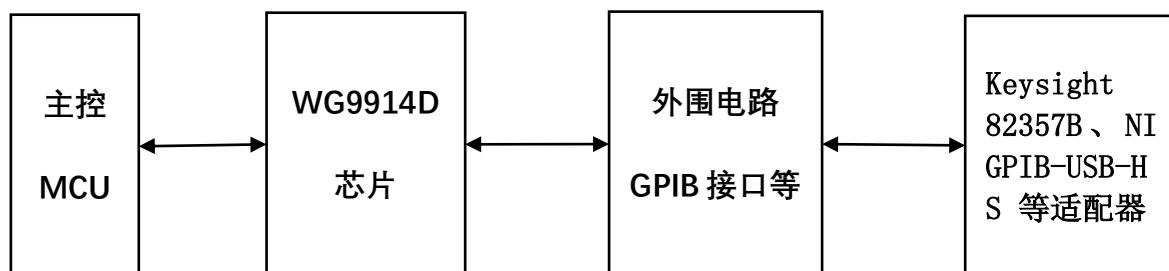 主控
MCU
WG9914D
芯片
外围电路
GPIB 接口等
Keysight
82357B、NI
GPIB-USB-H
S 等适配器